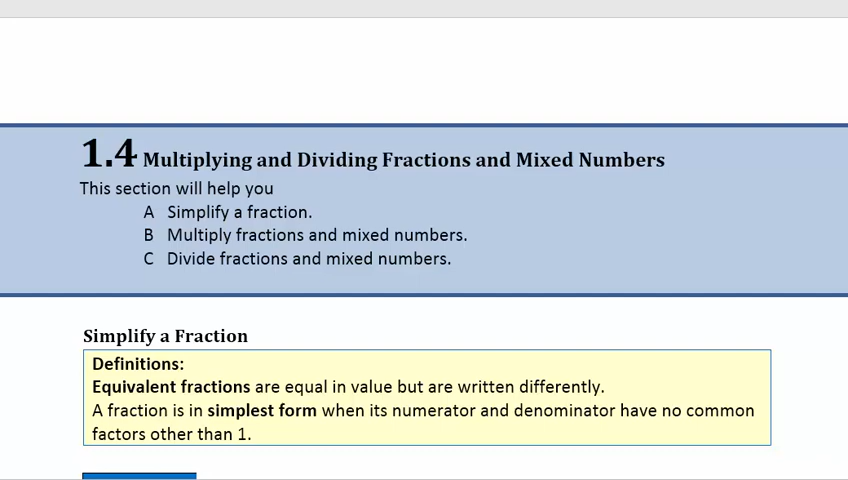 1.4 Multiplying and Dividing Fractions and Mixed Numbers
This section will help you
A Simplify a fraction.
B Multiply fractions and mixed numbers.
C Divide fractions and mixed numbers.
Simplify a Fraction
Definitions:
Equivalent fractions are equal in value but are written differently.
A fraction is in simplest form when its numerator and denominator have no common
factors other than 1.